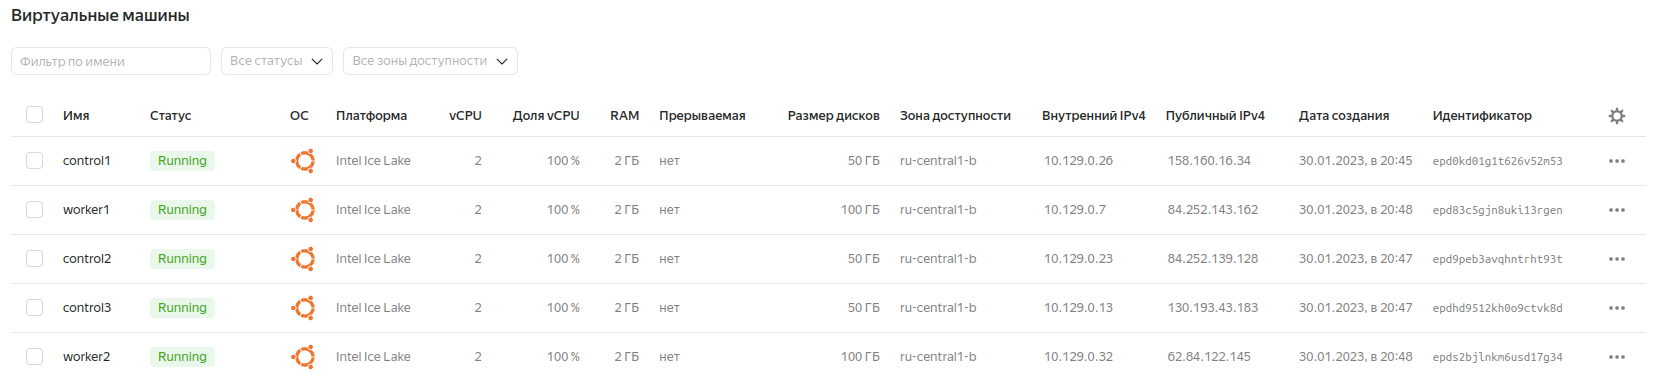 Виртуальные машины
Фильтр по имени Все статусы Все зоны доступности
Имя Статус ОС Платформа vCPU Доля vCPU RAM Прерываемая Размер дисков Зона доступности Внутренний IPv4 Публичный IPv4 Дата создания Идентификатор
control1 Running Intel Ice Lake 2 100 % 2 ГБ нет 50 ГБ ru-central1-b 10.129.0.26 158.160.16.34 30.01.2023, в 20:45 epd0kd01g1t626v52m53
worker1 Running Intel Ice Lake 2 100 % 2 ГБ нет 100 ГБ ru-central1-b 10.129.0.7 84.252.143.162 30.01.2023, в 20:48 epd83c5gjn8uki13rgen
control2 Running Intel Ice Lake 2 100 % 2 ГБ нет 50 ГБ ru-central1-b 10.129.0.23 84.252.139.128 30.01.2023, в 20:47 epd9peb3avqhntrht93t
control3 Running Intel Ice Lake 2 100 % 2 ГБ нет 50 ГБ ru-central1-b 10.129.0.13 130.193.43.183 30.01.2023, в 20:47 epdhd9512kh0o9ctvk8d
worker2 Running Intel Ice Lake 2 100 % 2 ГБ нет 100 ГБ ru-central1-b 10.129.0.32 62.84.122.145 30.01.2023, в 20:48 epds2bjlnkm6usd17g34